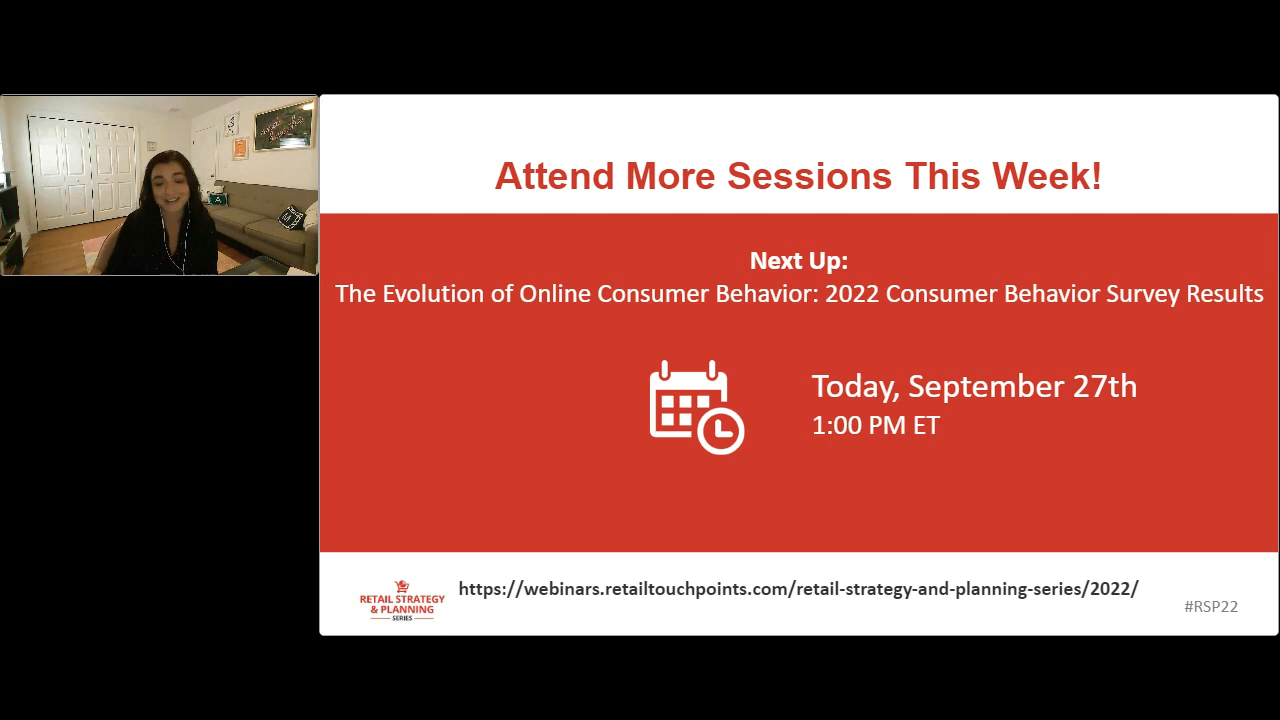 Attend More Sessions This Week!
Next Up:
The Evolution of Online Consumer Behavior: 2022 Consumer Behavior Survey Results
Today, September 27th
1:00 PM ET
RETAIL STRATEGY
& PLANNING
SERIES
https://webinars.retailtouchpoints.com/retail-strategy-and-planning-series/2022/
#RSP22
A
M